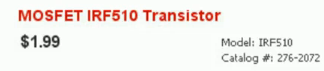 MOSFET IRF510 Transistor
$1.99
Model: IRF510
Catalog #: 276-2072